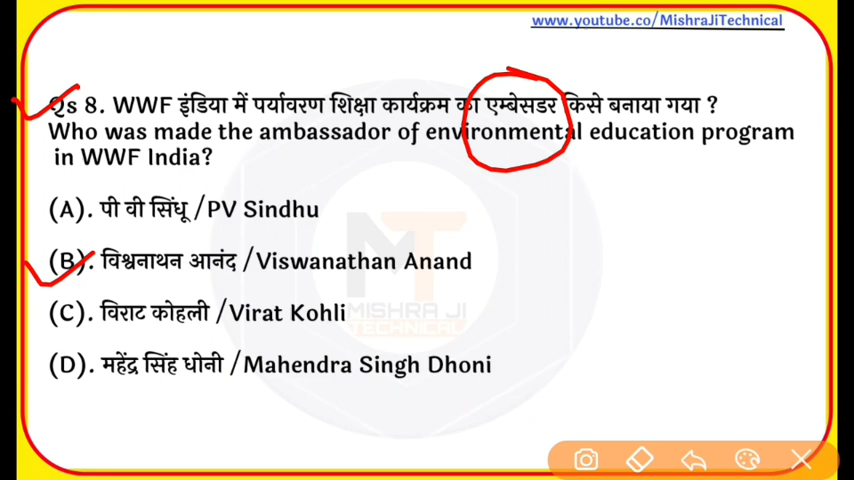 www.youtube.co/MishraJiTechnical
Qs 8. WWF इंडिया में पर्यावरण शिक्षा कार्यक्रम का एम्बेसडर किसे बनाया गया ?
Who was made the ambassador of environmental education program
in WWF India?
(A). पी वी सिंधू /PV Sindhu
(B). विश्वनाथन आनंद /Viswanathan Anand
(C). विराट कोहली /Virat Kohli
(D). महेंद्र सिंह धोनी /Mahendra Singh Dhoni
MT
MISHRA JI
TECHNICAL